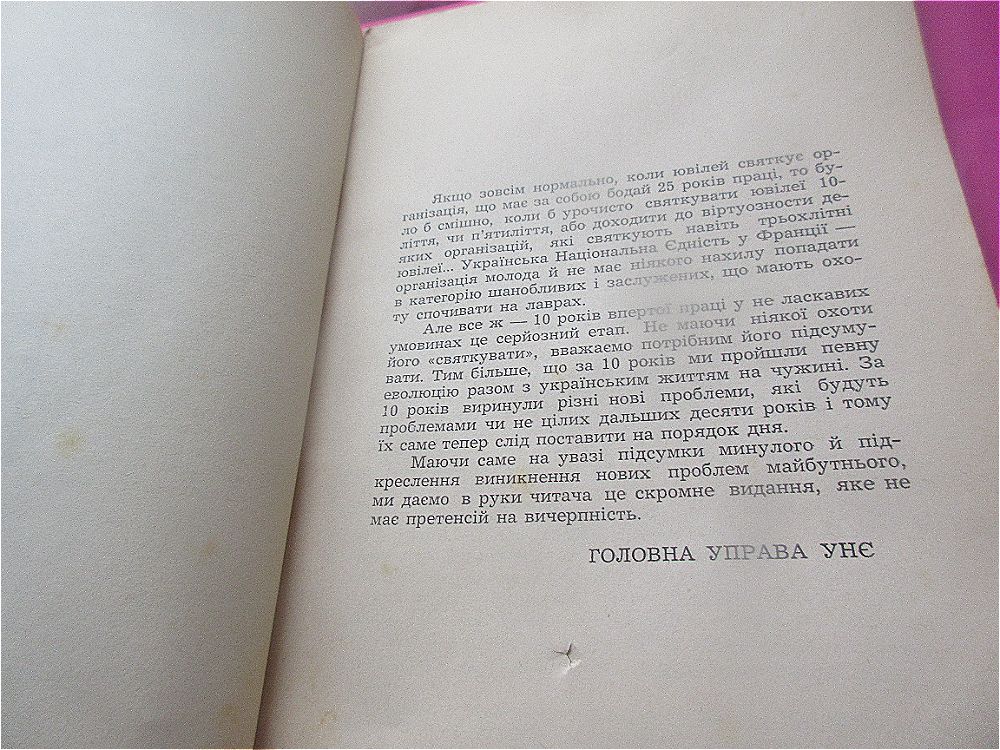 Якщо зовсім нормально, коли ювілей святкує ор-
ганізація, що має за собою бодай 25 років праці, то бу-
ло б смішно, коли б урочисто святкувати ювілеї 10-
ліття, чи п'ятиліття, або доходити до віртуозности де-
яких організацій, які святкують навіть трьохлітні
ювілеї... Українська Національна Єдність у Франції —
організація молода й не має ніякого нахилу попадати
в категорію шанобливих і заслужених, що мають охо-
ту спочивати на лаврах.
Але все ж — 10 років впертої праці у не ласкавих
умовинах це серйозний етап. Не маючи ніякої охоти
його «святкувати», вважаємо потрібним його підсуму-
вати. Тим більше, що за 10 років ми пройшли певну
еволюцію разом з українським життям на чужині. За
10 років виринули різні нові проблеми, які будуть
проблемами чи не цілих дальших десяти років і тому
їх саме тепер слід поставити на порядок дня.
Маючи саме на увазі підсумки минулого й під-
креслення виникнення нових проблем майбутнього,
ми даємо в руки читача це скромне видання, яке не
має претенсій на вичерпність.
ГОЛОВНА УПРАВА УНЄ